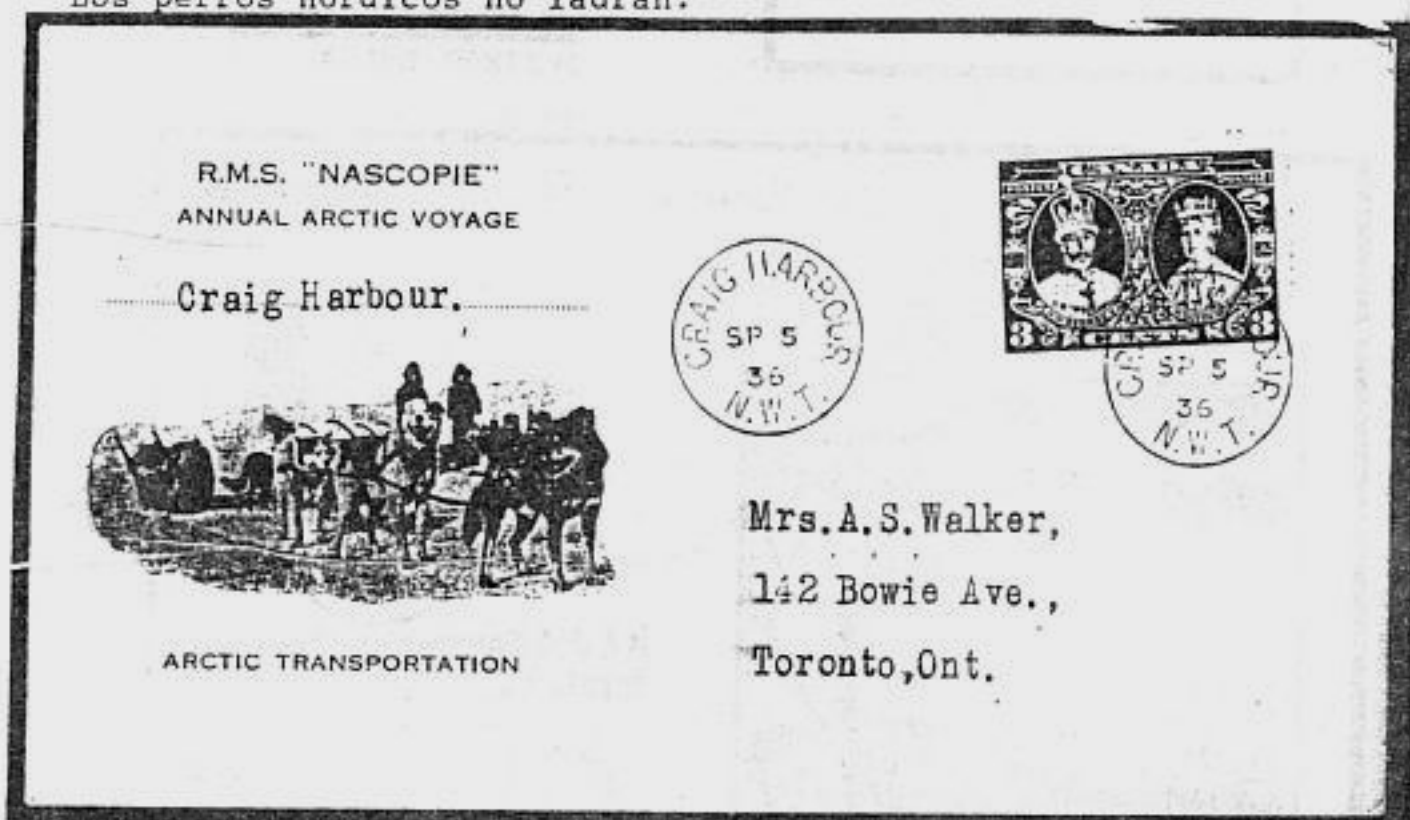 Los perros nórdicos no ladran.
R.M.S. "NASCOPIE"
ANNUAL ARCTIC VOYAGE
Craig Harbour.
ARCTIC TRANSPORTATION
CRAIG HARBOUR
SP 5
36
N.W.T.
CANADA
3 CENTS 3
SP 5
36
N.W.T.
Mrs.A.S.Walker,
142 Bowie Ave.,
Toronto,Ont.